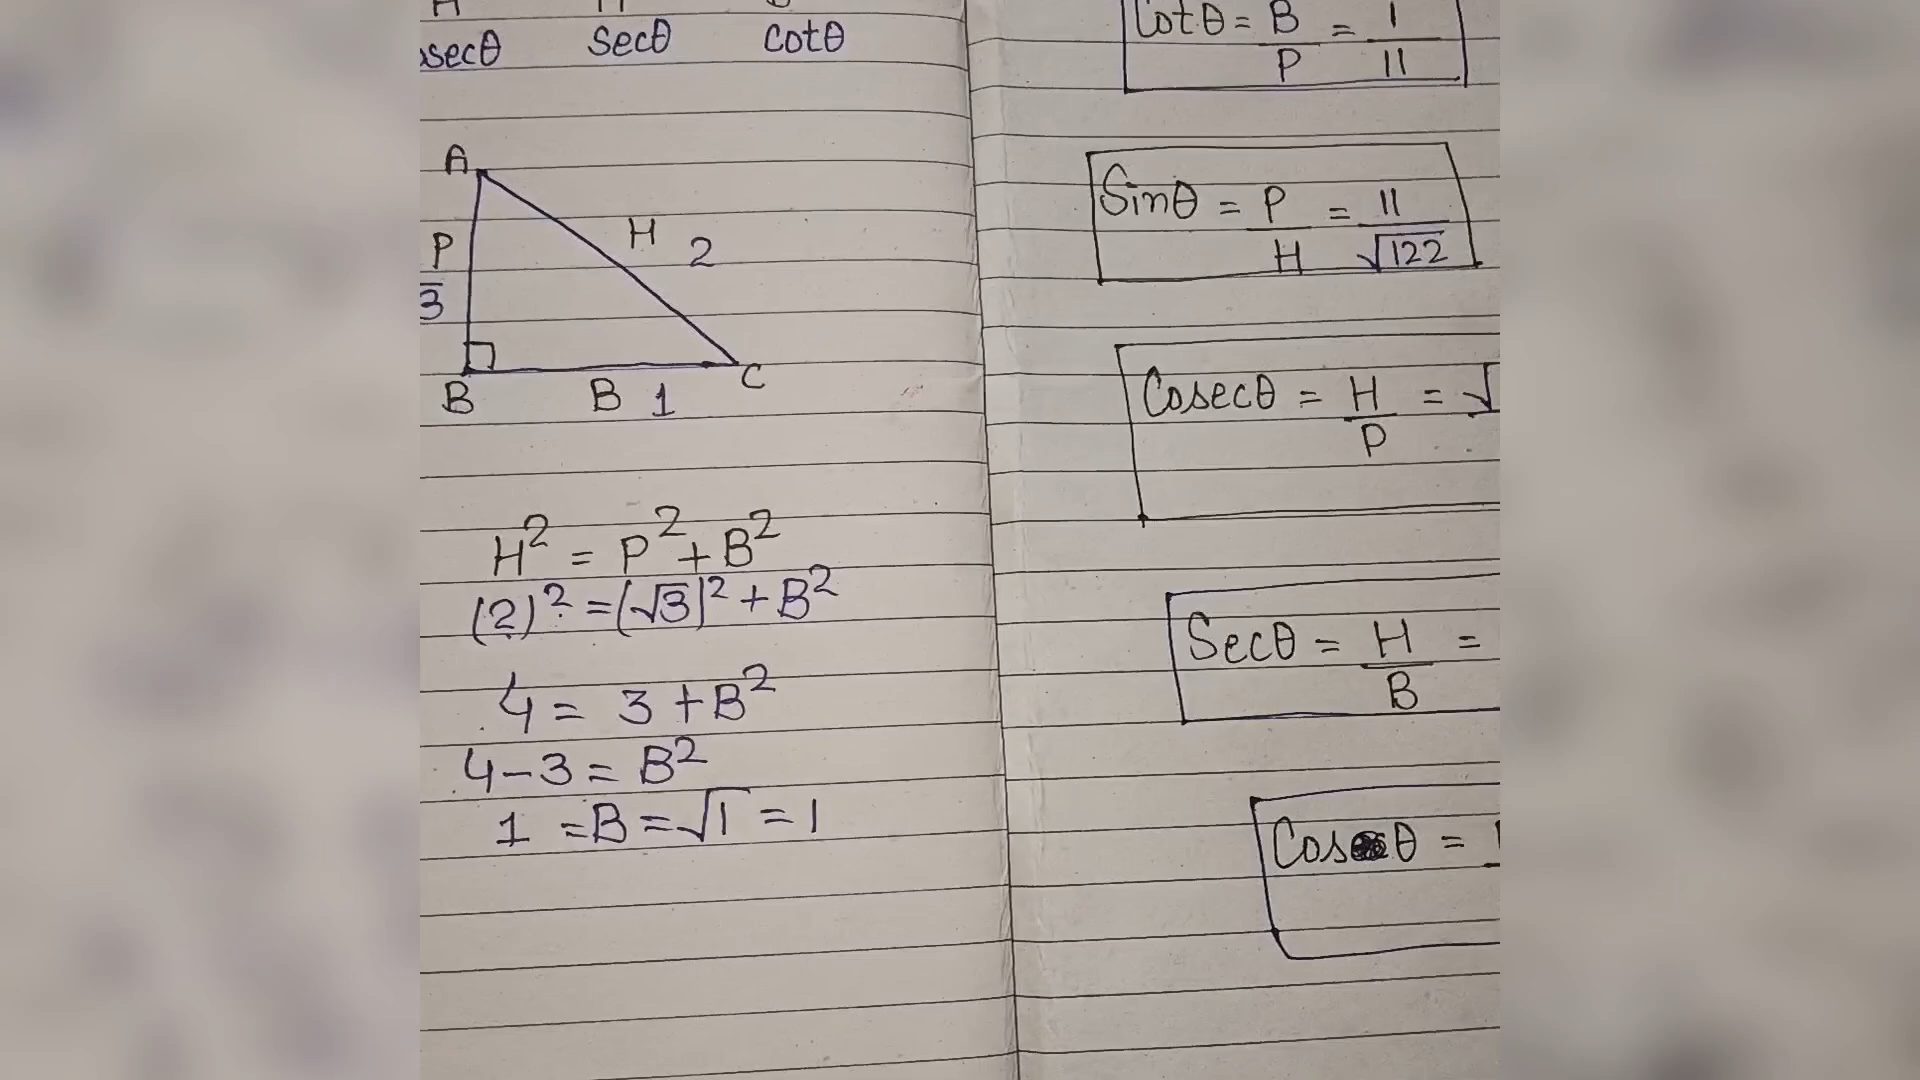 secθ secθ cotθ
A
P H 2
3
B B 1 C
H² = P² + B²
(2)² = (√3)² + B²
4 = 3 + B²
4 - 3 = B²
1 = B = √1 = 1
Cotθ = B/P = 1/11
Sinθ = P/H = 11/√122
Cosecθ = H/P = √
Secθ = H/B =
Cosθ =